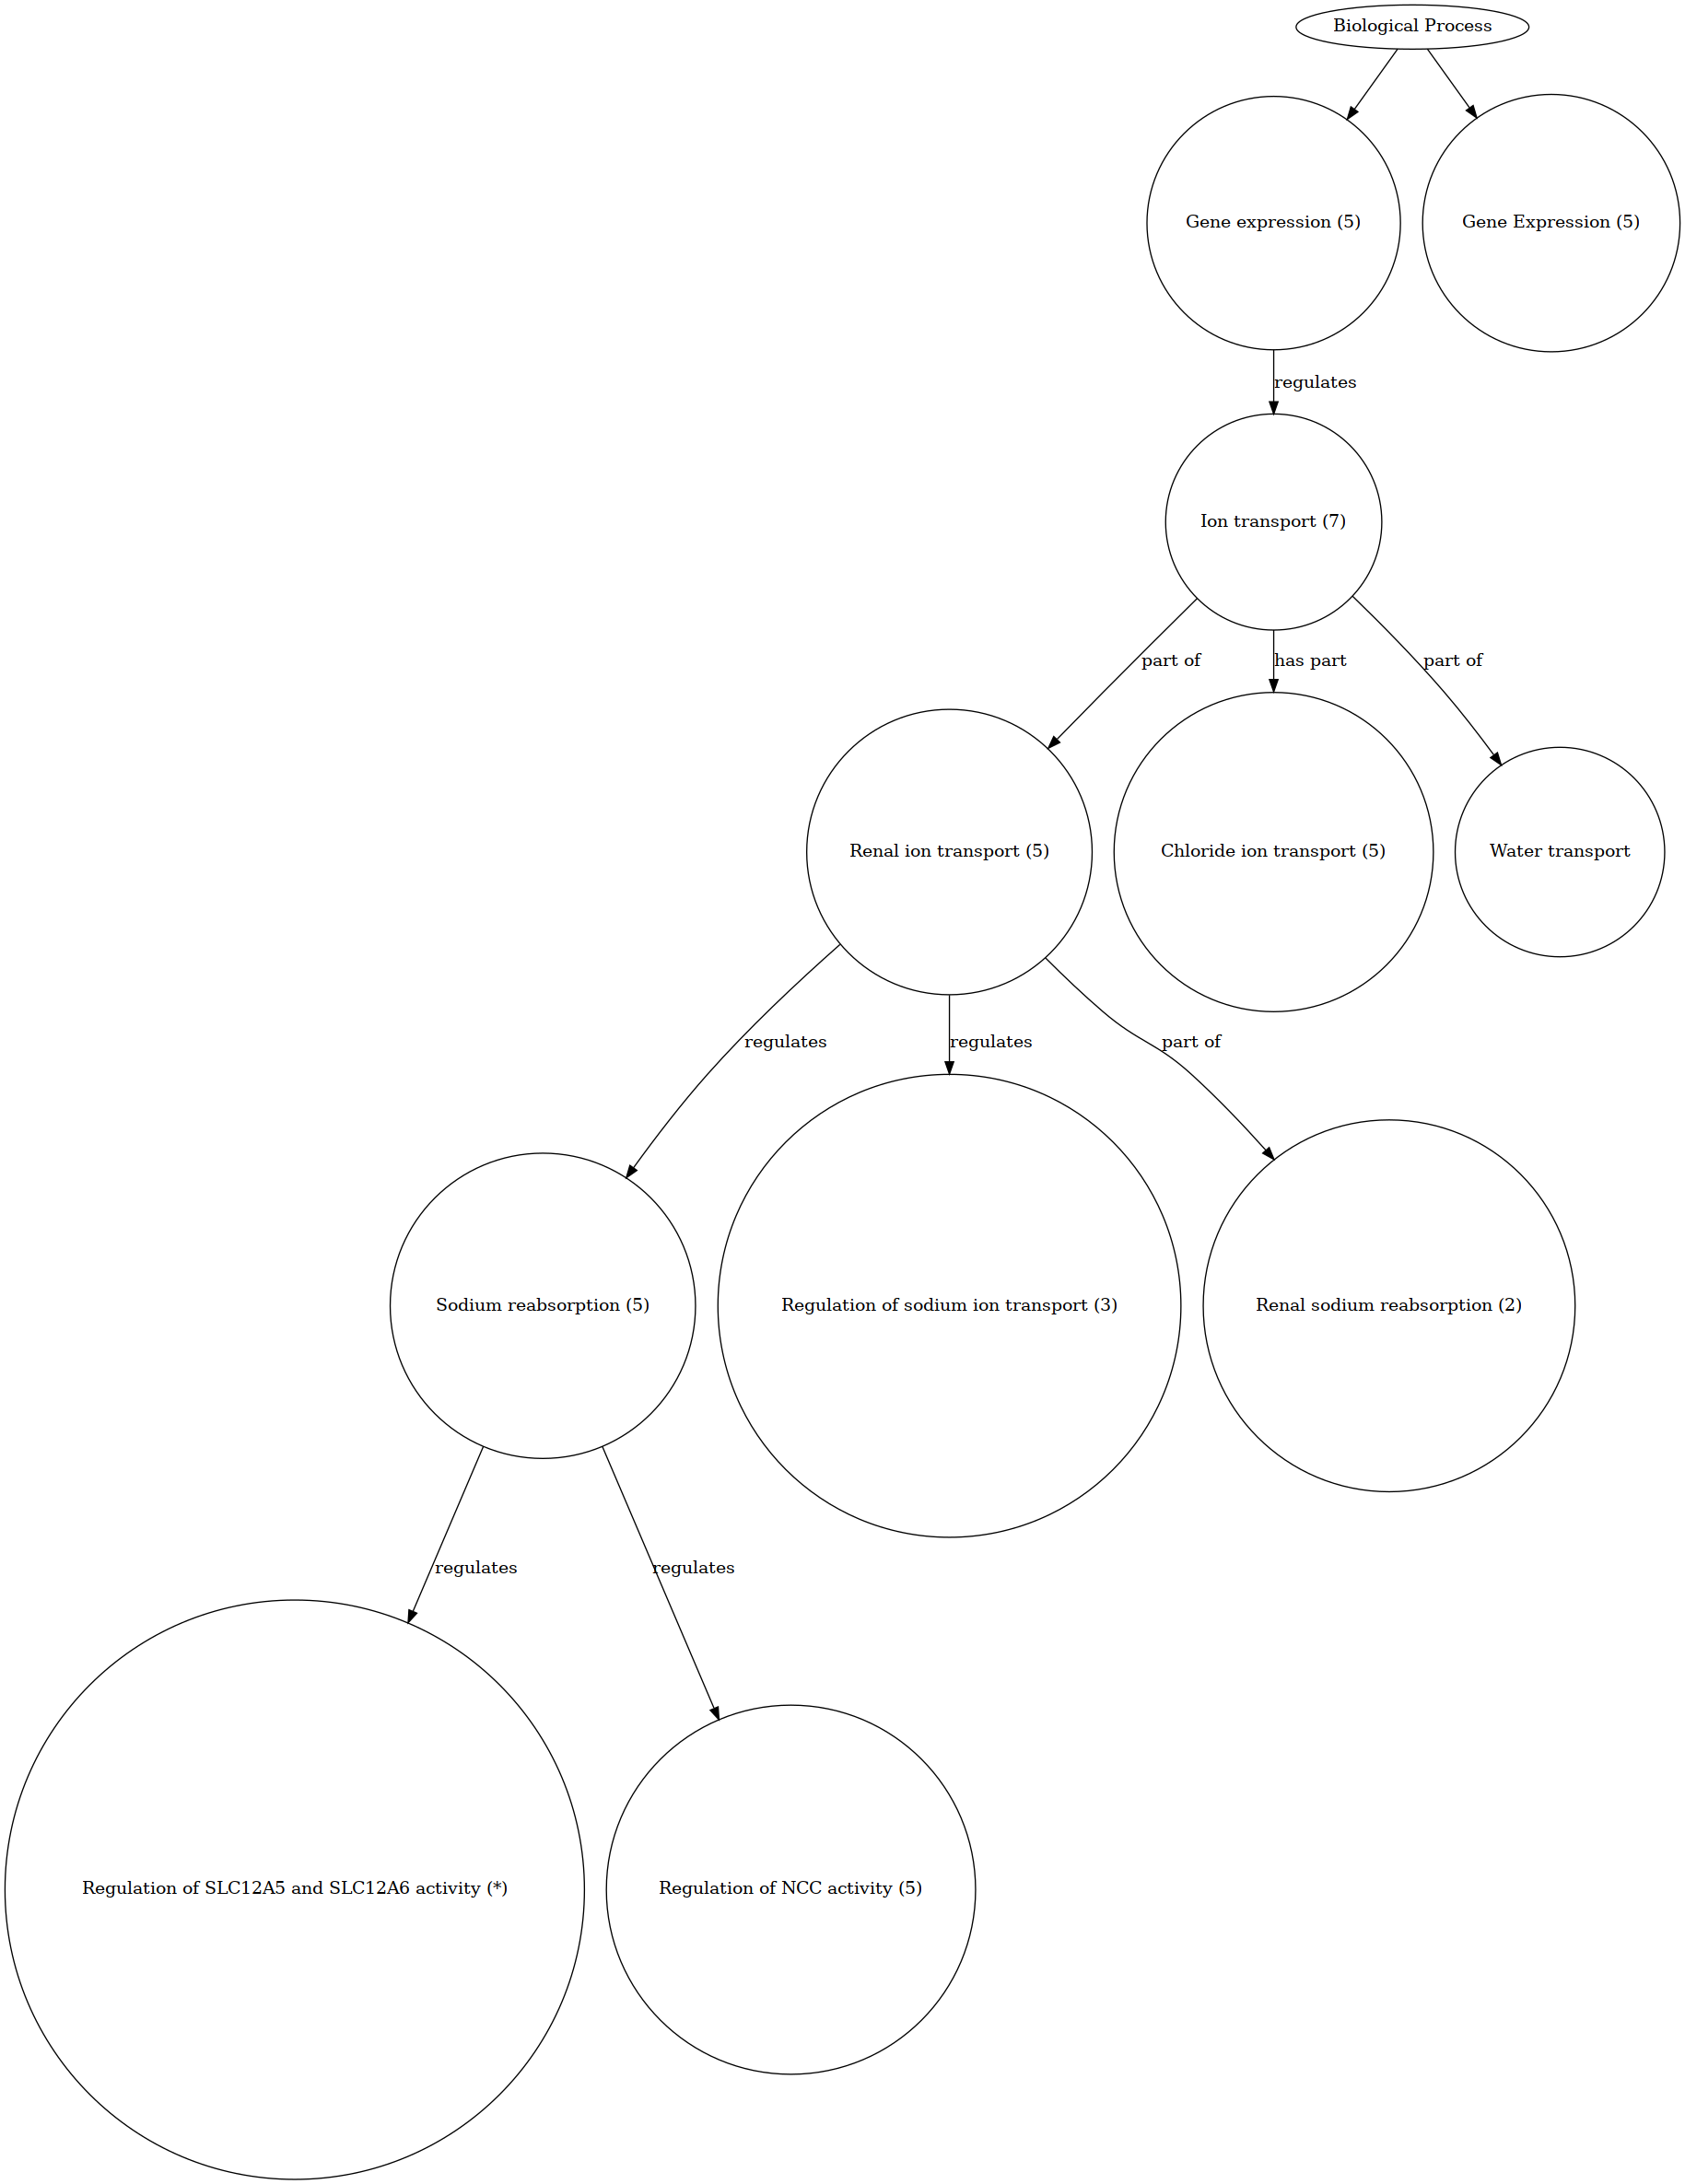 Biological Process
Gene expression (5)
Gene Expression (5)
regulates
Ion transport (7)
part of
has part
part of
Renal ion transport (5)
Chloride ion transport (5)
Water transport
regulates
regulates
part of
Sodium reabsorption (5)
Regulation of sodium ion transport (3)
Renal sodium reabsorption (2)
regulates
regulates
Regulation of SLC12A5 and SLC12A6 activity (*)
Regulation of NCC activity (5)